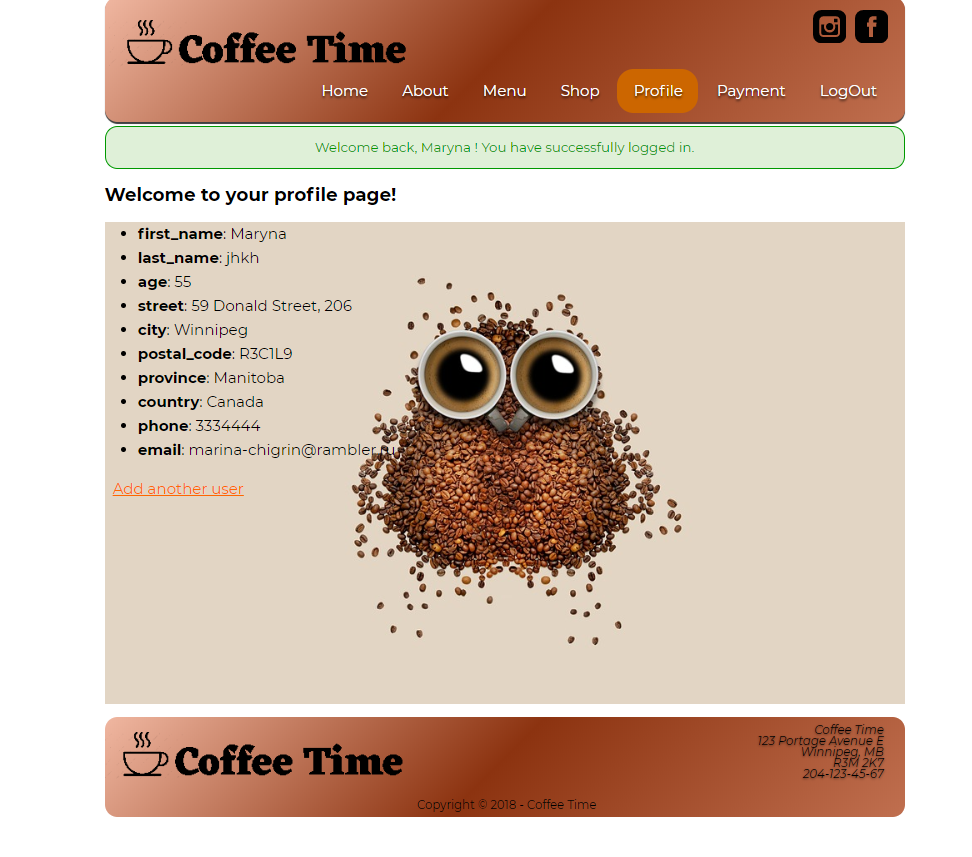 Coffee Time
Home About Menu Shop Profile Payment LogOut
Welcome back, Maryna ! You have successfully logged in.
Welcome to your profile page!
first_name: Maryna
last_name: jhkh
age: 55
street: 59 Donald Street, 206
city: Winnipeg
postal_code: R3C1L9
province: Manitoba
country: Canada
phone: 3334444
email: marina-chigrin@rambler.ru
Add another user
Coffee Time
Coffee Time
123 Portage Avenue E
Winnipeg, MB
R3M 2K7
204-123-45-67
Copyright © 2018 - Coffee Time